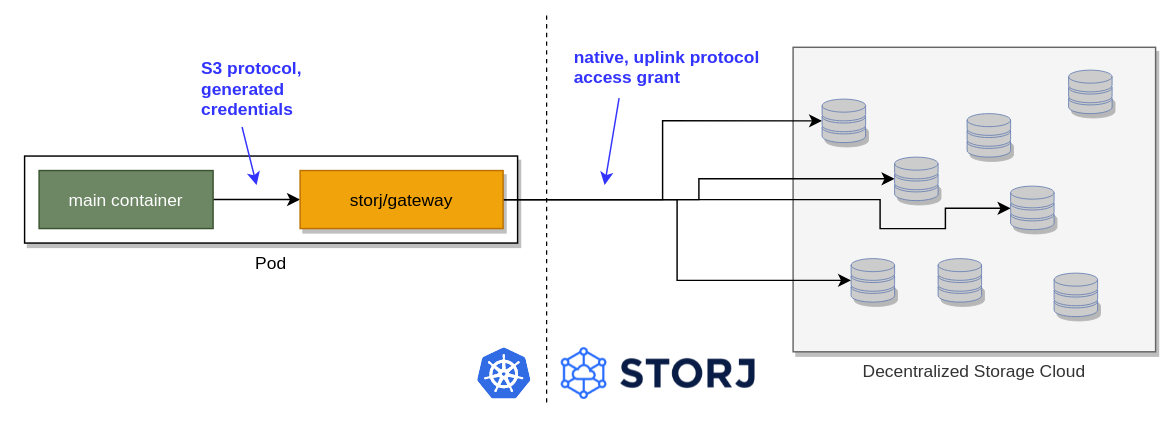 S3 protocol,
generated
credentials
native, uplink protocol
access grant
main container
storj/gateway
Pod
STORJ
Decentralized Storage Cloud